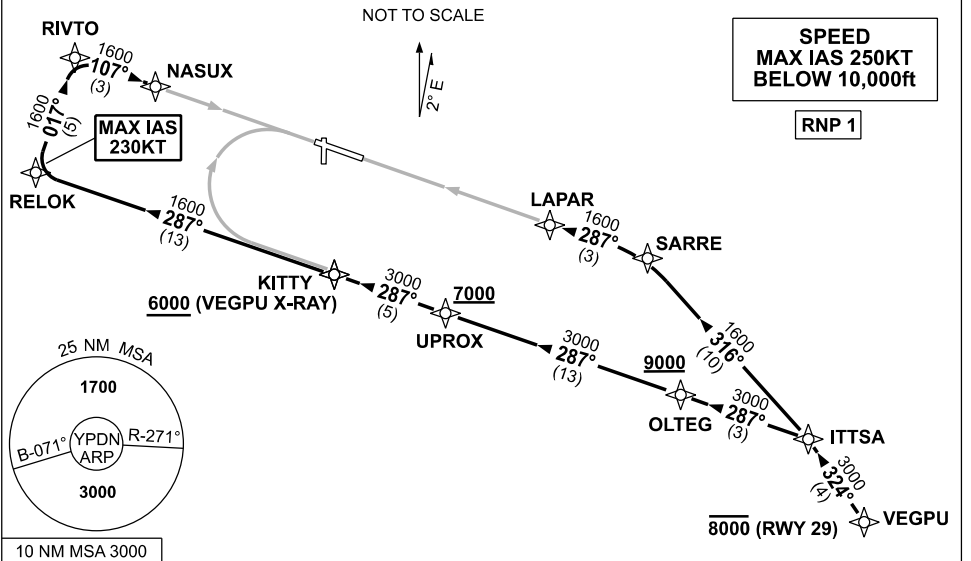 NOT TO SCALE
2° E
SPEED
MAX IAS 250KT
BELOW 10,000ft
RNP 1
RIVTO
1600
107°
(3)
NASUX
1600
017°
(5)
MAX IAS
230KT
RELOK
1600
287°
(13)
KITTY
6000 (VEGPU X-RAY)
3000
287°
(5)
7000
UPROX
3000
287°
(13)
9000
OLTEG
3000
287°
(3)
LAPAR
1600
287°
(3)
SARRE
1600
316°
(10)
ITTSA
3000
324°
(4)
8000 (RWY 29)
VEGPU
25 NM MSA
1700
B-071°
YPDN
ARP
R-271°
3000
10 NM MSA 3000